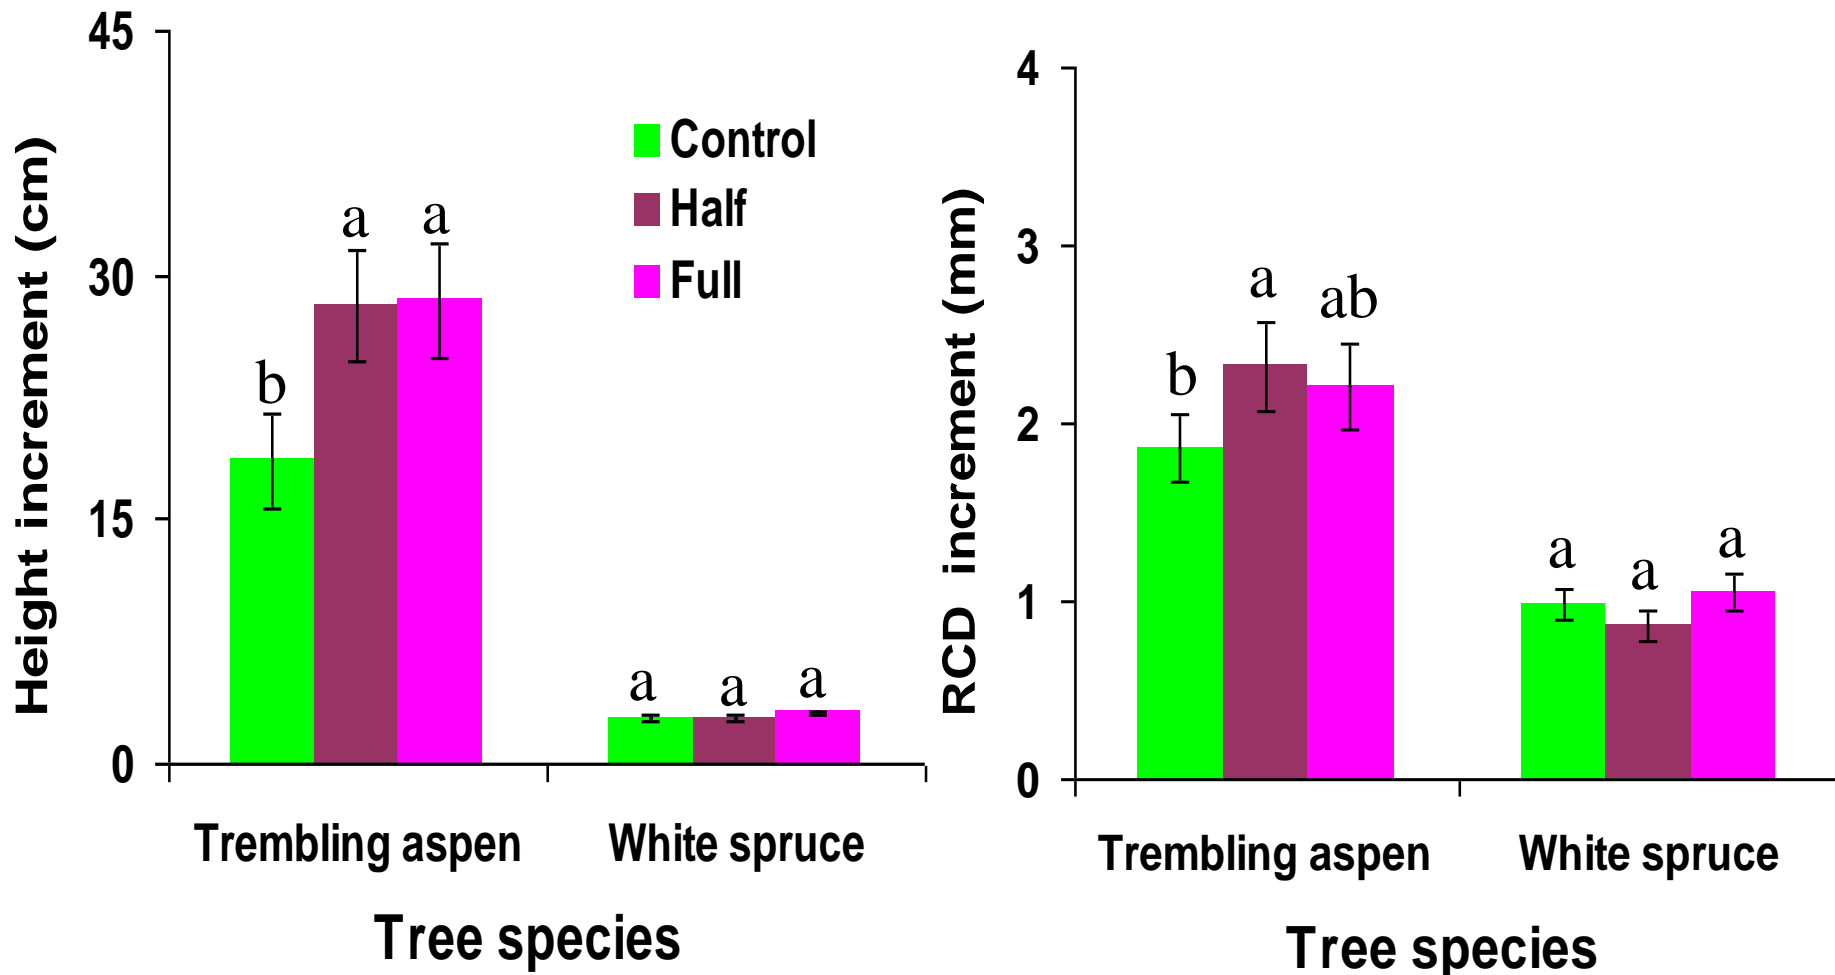 45
30
15
0
Height increment (cm)
Control
Half
Full
a
a
b
a
a
a
Trembling aspen
White spruce
Tree species
4
3
2
1
0
RCD increment (mm)
a
ab
b
a
a
a
Trembling aspen
White spruce
Tree species